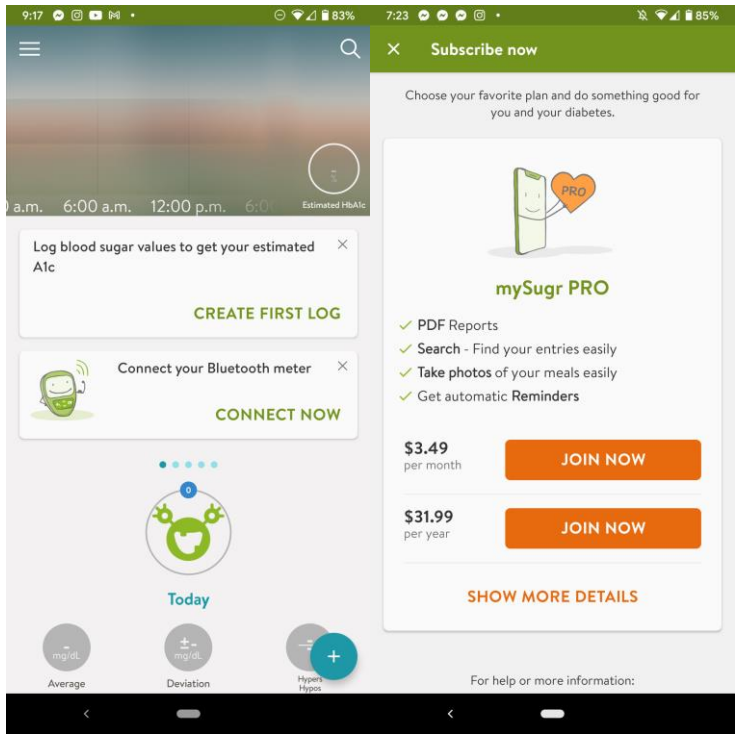 9:17
83%
a.m. 6:00 a.m. 12:00 p.m. 6:00
Estimated HbA1c
Log blood sugar values to get your estimated
A1c
CREATE FIRST LOG
Connect your Bluetooth meter
CONNECT NOW
0
Today
mg/dL
mg/dL
Average
Deviation
Hypers
Hypos
+
7:23
85%
Subscribe now
Choose your favorite plan and do something good for
you and your diabetes.
PRO
mySugr PRO
PDF Reports
Search - Find your entries easily
Take photos of your meals easily
Get automatic Reminders
$3.49
per month
JOIN NOW
$31.99
per year
JOIN NOW
SHOW MORE DETAILS
For help or more information: